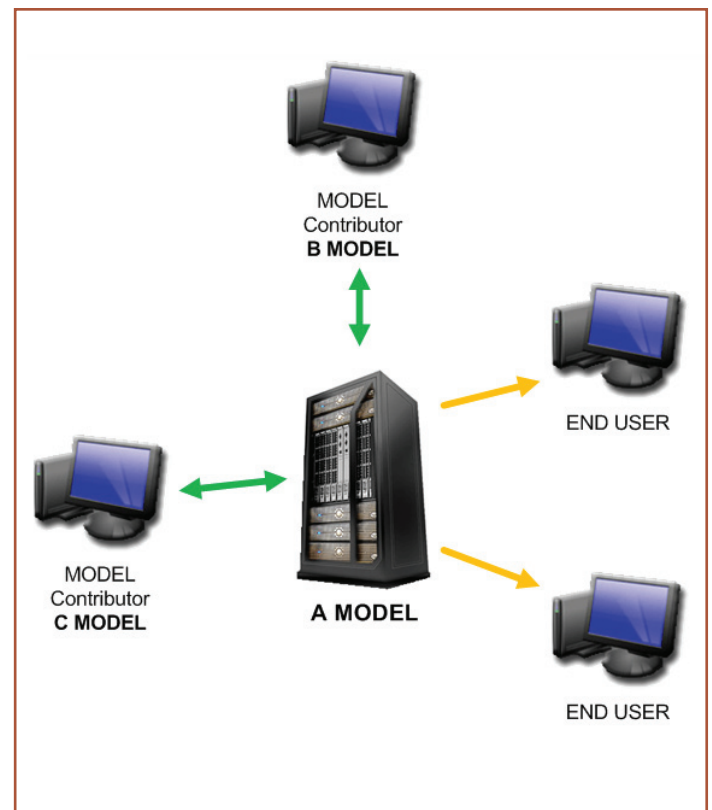 MODEL
Contributor
B MODEL
END USER
MODEL
Contributor
C MODEL
A MODEL
END USER